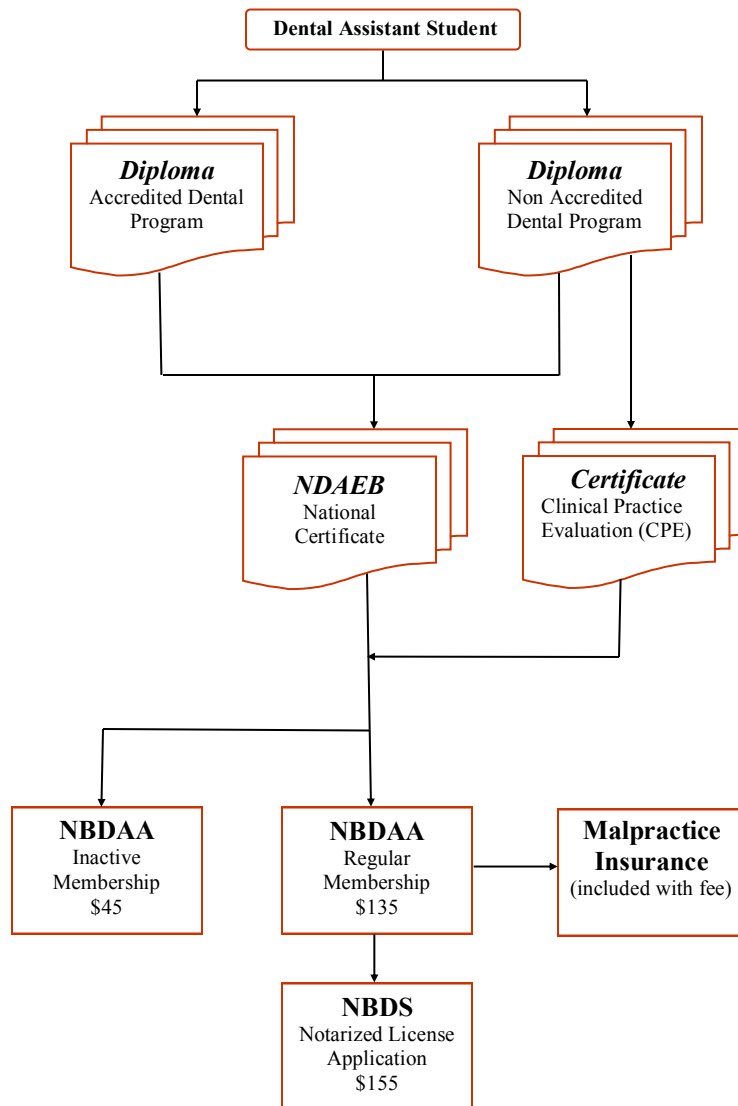 Dental Assistant Student
Diploma
Accredited Dental
Program
Diploma
Non Accredited
Dental Program
NDAEB
National
Certificate
Certificate
Clinical Practice
Evaluation (CPE)
NBDAA
Inactive
Membership
$45
NBDAA
Regular
Membership
$135
Malpractice
Insurance
(included with fee)
NBDS
Notarized License
Application
$155